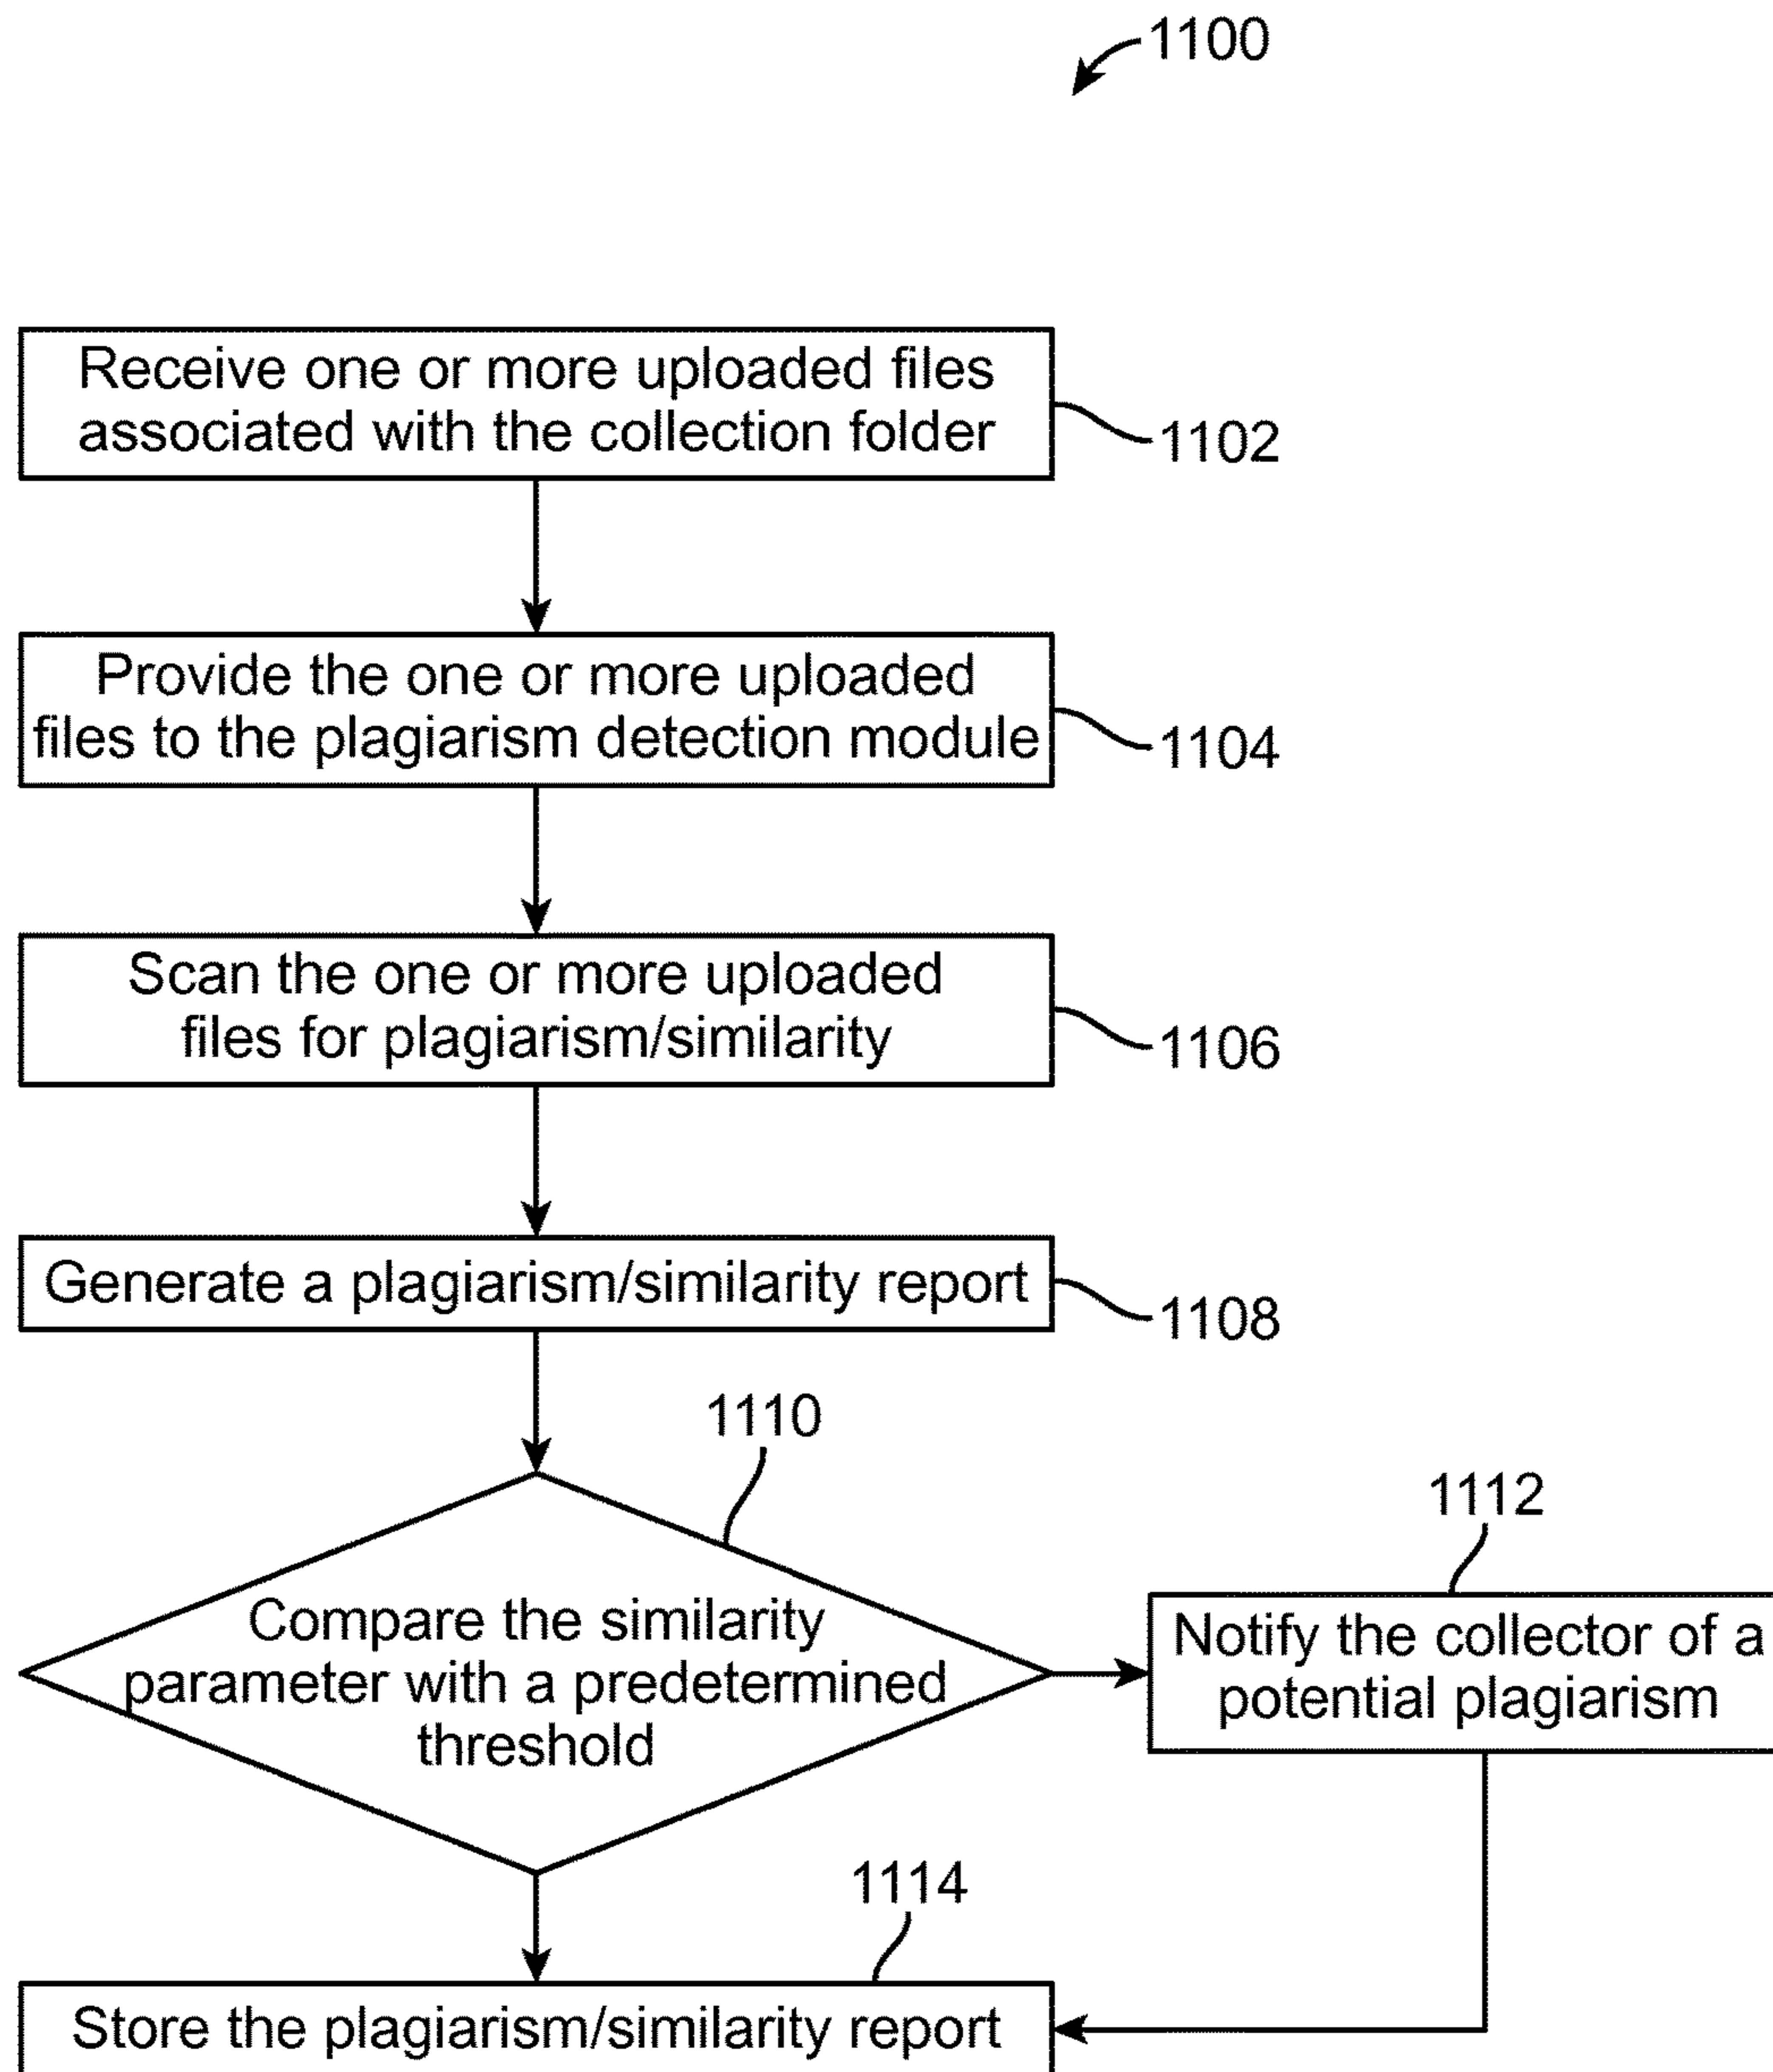 1100
Receive one or more uploaded files
associated with the collection folder
1102
Provide the one or more uploaded
files to the plagiarism detection module
1104
Scan the one or more uploaded
files for plagiarism/similarity
1106
Generate a plagiarism/similarity report
1108
1110
Compare the similarity
parameter with a predetermined
threshold
1112
Notify the collector of a
potential plagiarism
1114
Store the plagiarism/similarity report